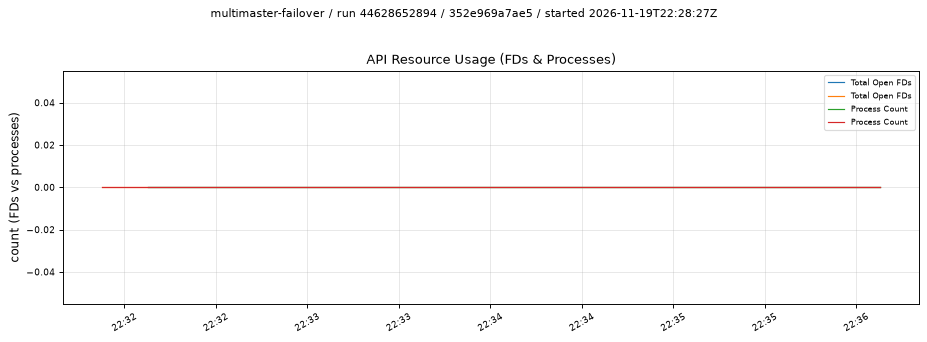 multimaster-failover / run 44628652894 / 352e969a7ae5 / started 2026-11-19T22:28:27Z
API Resource Usage (FDs & Processes)
Total Open FDs
Total Open FDs
Process Count
Process Count
count (FDs vs processes)
0.04
0.02
0.00
−0.02
−0.04
22:32
22:32
22:33
22:33
22:34
22:34
22:35
22:35
22:36